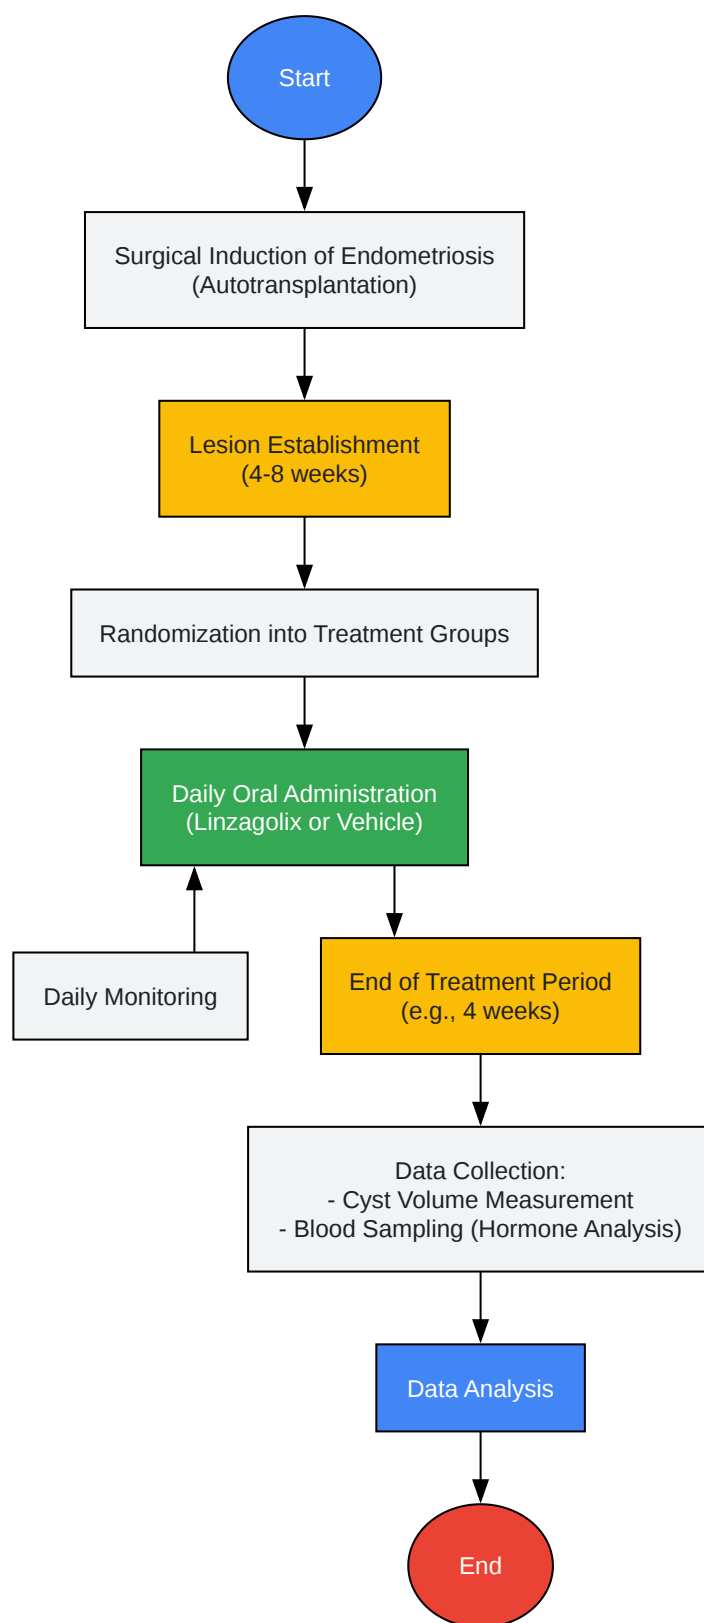 Start
Surgical Induction of Endometriosis
(Autotransplantation)
Lesion Establishment
(4-8 weeks)
Randomization into Treatment Groups
Daily Oral Administration
(Linzagolix or Vehicle)
Daily Monitoring
End of Treatment Period
(e.g., 4 weeks)
Data Collection:
- Cyst Volume Measurement
- Blood Sampling (Hormone Analysis)
Data Analysis
End